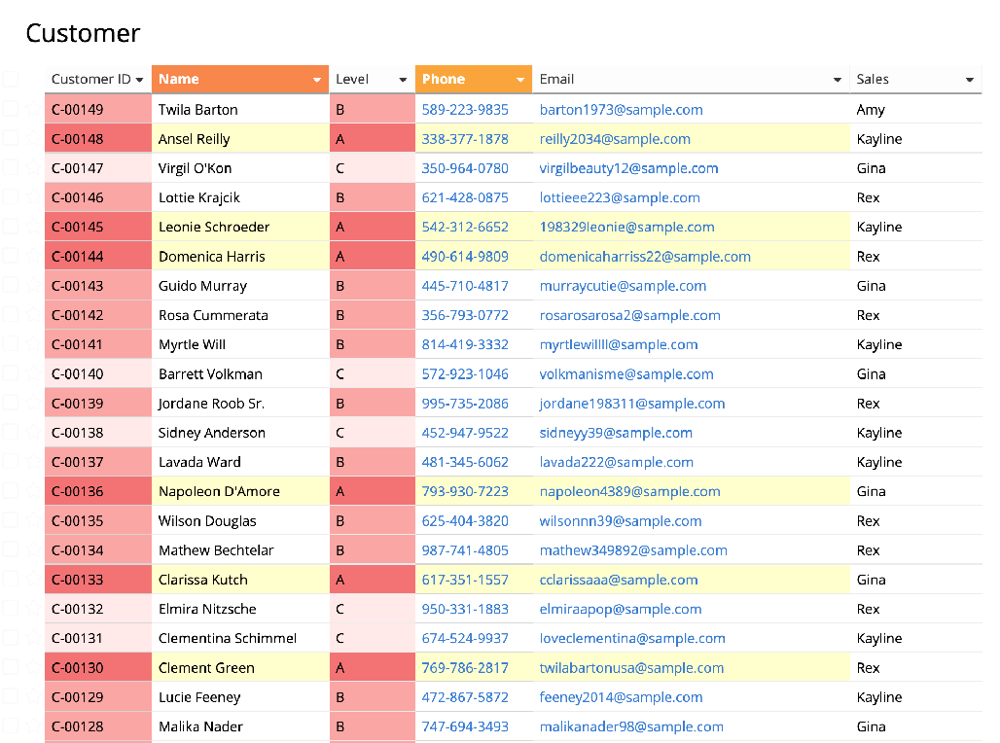 Customer
Customer ID Name Level Phone Email Sales
C-00149 Twila Barton B 589-223-9835 barton1973@sample.com Amy
C-00148 Ansel Reilly A 338-377-1878 reilly2034@sample.com Kayline
C-00147 Virgil O'Kon C 350-964-0780 virgilbeauty12@sample.com Gina
C-00146 Lottie Krajcik B 621-428-0875 lottieee223@sample.com Rex
C-00145 Leonie Schroeder A 542-312-6652 198329leonie@sample.com Kayline
C-00144 Domenica Harris A 490-614-9809 domenicaharriss22@sample.com Rex
C-00143 Guido Murray B 445-710-4817 murraycutie@sample.com Gina
C-00142 Rosa Cummerata B 356-793-0772 rosarosarosa2@sample.com Rex
C-00141 Myrtle Will B 814-419-3332 myrtlewillll@sample.com Kayline
C-00140 Barrett Volkman C 572-923-1046 volkmanisme@sample.com Gina
C-00139 Jordane Roob Sr. B 995-735-2086 jordane198311@sample.com Rex
C-00138 Sidney Anderson C 452-947-9522 sidneyy39@sample.com Kayline
C-00137 Lavada Ward B 481-345-6062 lavada222@sample.com Kayline
C-00136 Napoleon D'Amore A 793-930-7223 napoleon4389@sample.com Gina
C-00135 Wilson Douglas B 625-404-3820 wilsonnn39@sample.com Rex
C-00134 Mathew Bechtelar B 987-741-4805 mathew349892@sample.com Rex
C-00133 Clarissa Kutch A 617-351-1557 cclarissaaa@sample.com Gina
C-00132 Elmira Nitzsche C 950-331-1883 elmiraapop@sample.com Rex
C-00131 Clementina Schimmel C 674-524-9937 loveclementina@sample.com Kayline
C-00130 Clement Green A 769-786-2817 twilabartonusa@sample.com Rex
C-00129 Lucie Feeney B 472-867-5872 feeney2014@sample.com Kayline
C-00128 Malika Nader B 747-694-3493 malikanader98@sample.com Gina